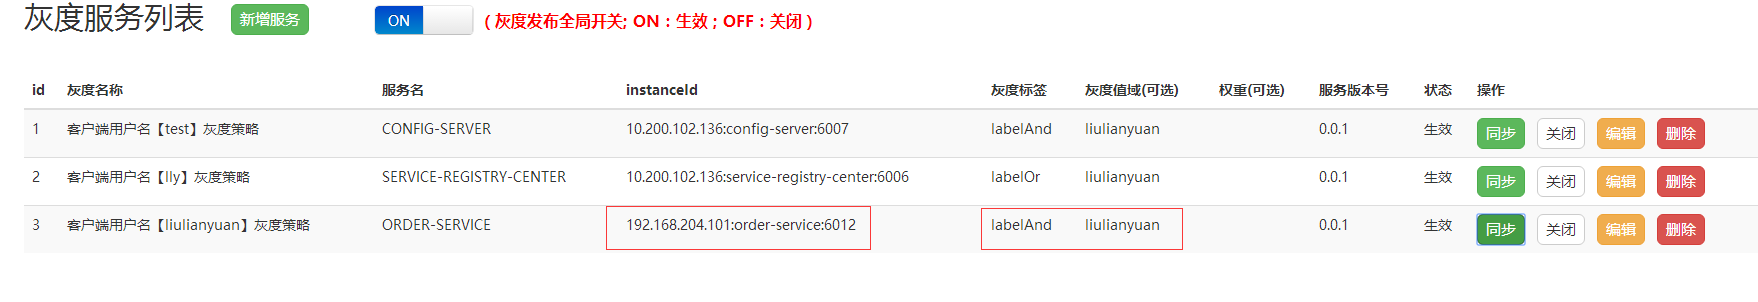 灰度服务列表 新增服务 ON ( 灰度发布全局开关; ON：生效；OFF：关闭 )
id 灰度名称 服务名 instanceId 灰度标签 灰度值域(可选) 权重(可选) 服务版本号 状态 操作
1 客户端用户名【test】灰度策略 CONFIG-SERVER 10.200.102.136:config-server:6007 labelAnd liulianyuan 0.0.1 生效 同步 关闭 编辑 删除
2 客户端用户名【lly】灰度策略 SERVICE-REGISTRY-CENTER 10.200.102.136:service-registry-center:6006 labelOr liulianyuan 0.0.1 生效 同步 关闭 编辑 删除
3 客户端用户名【liulianyuan】灰度策略 ORDER-SERVICE 192.168.204.101:order-service:6012 labelAnd liulianyuan 0.0.1 生效 同步 关闭 编辑 删除